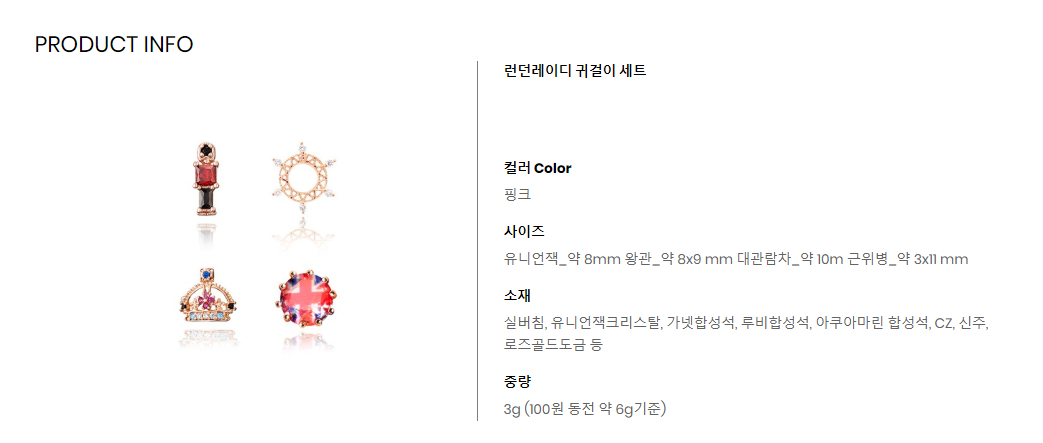 PRODUCT INFO
런던레이디 귀걸이 세트
컬러 Color
핑크
사이즈
유니언잭_약 8mm 왕관_약 8x9 mm 대관람차_약 10m 근위병_약 3x11 mm
소재
실버침, 유니언잭크리스탈, 가넷합성석, 루비합성석, 아쿠아마린 합성석, CZ, 신주,
로즈골드도금 등
중량
3g (100원 동전 약 6g기준)